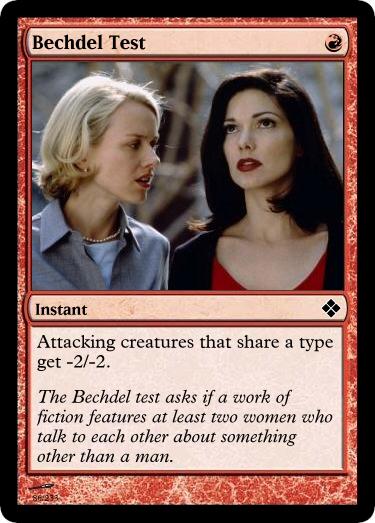 Bechdel Test
Instant
Attacking creatures that share a type
get -2/-2.
The Bechdel test asks if a work of
fiction features at least two women who
talk to each other about something
other than a man.